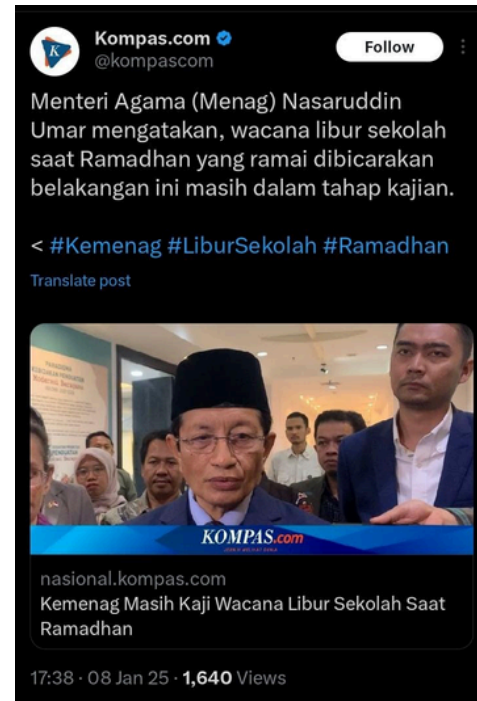 Kompas.com
@kompascom
Follow
Menteri Agama (Menag) Nasaruddin
Umar mengatakan, wacana libur sekolah
saat Ramadhan yang ramai dibicarakan
belakangan ini masih dalam tahap kajian.
< #Kemenag #LiburSekolah #Ramadhan
Translate post
KOMPAS.com
nasional.kompas.com
Kemenag Masih Kaji Wacana Libur Sekolah Saat
Ramadhan
17:38 · 08 Jan 25 · 1,640 Views